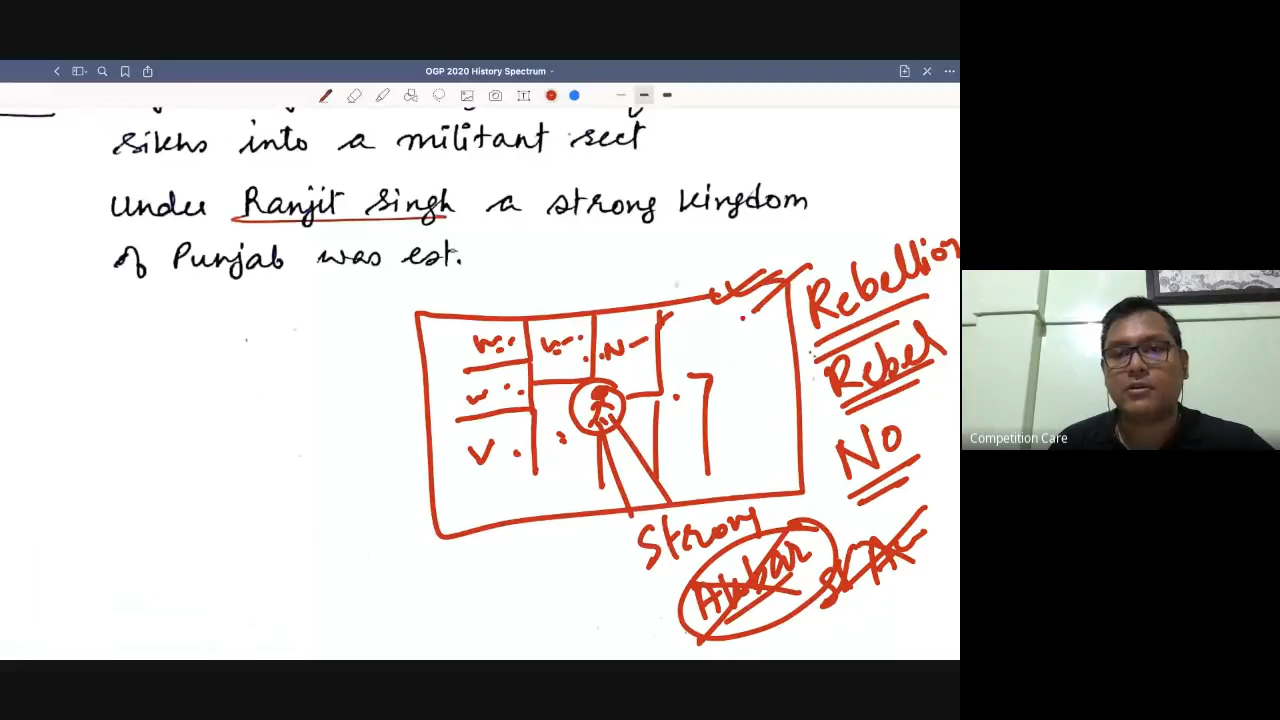 OGP 2020 History Spectrum
sikhs into a militant sect
Under Ranjit Singh a strong kingdom
of Punjab was est.
Rebellion
Rebel
No
Strong
Akbar
Competition Care